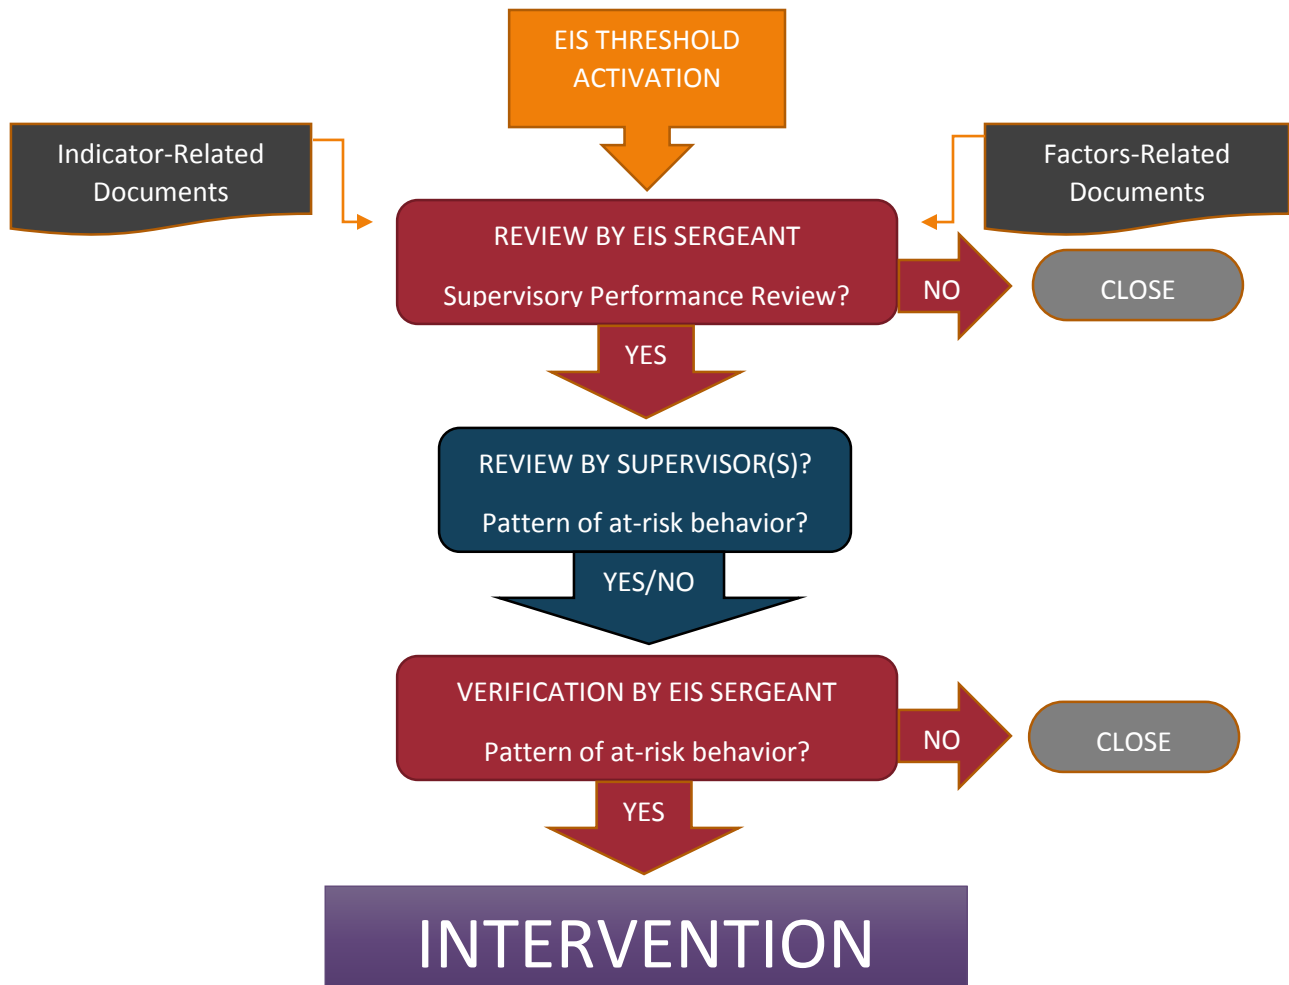 EIS THRESHOLD
ACTIVATION
Indicator-Related
Documents
Factors-Related
Documents
REVIEW BY EIS SERGEANT
Supervisory Performance Review?
NO
CLOSE
YES
REVIEW BY SUPERVISOR(S)?
Pattern of at-risk behavior?
YES/NO
VERIFICATION BY EIS SERGEANT
Pattern of at-risk behavior?
NO
CLOSE
YES
INTERVENTION